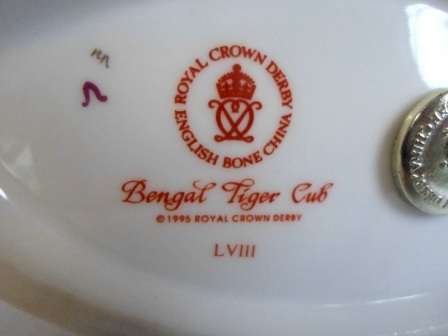 ROYAL CROWN DERBY
ENGLISH BONE CHINA
Bengal Tiger Cub
© 1995 ROYAL CROWN DERBY
LVIII